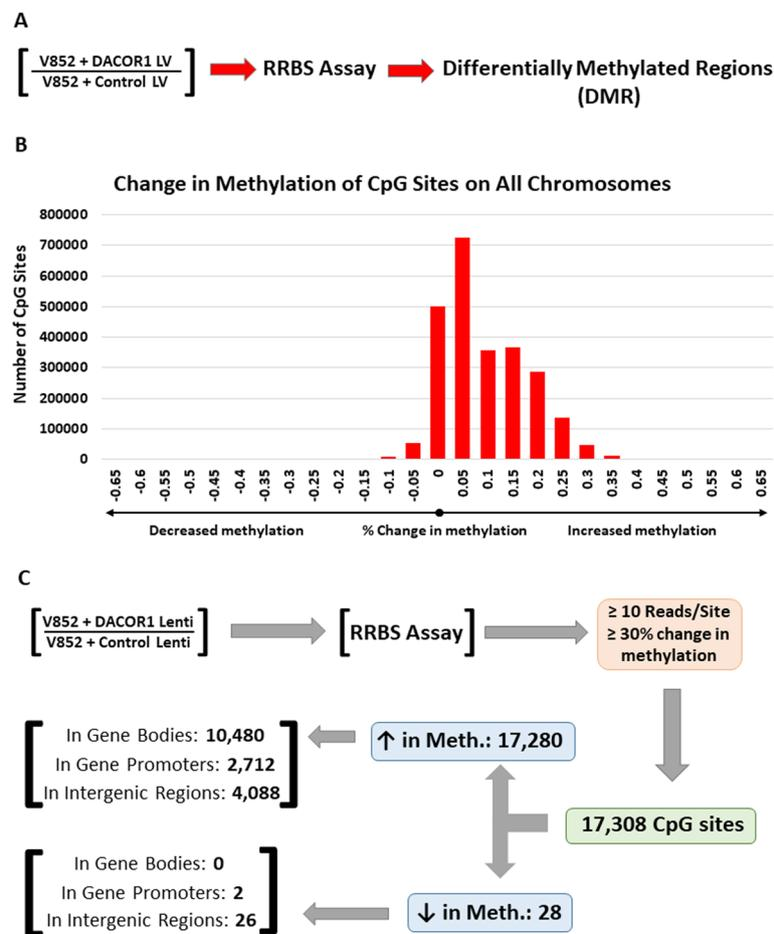 A
V852 + DACOR1 LV
V852 + Control LV
RRBS Assay
Differentially Methylated Regions
(DMR)
B
Change in Methylation of CpG Sites on All Chromosomes
Number of CpG Sites
800000
700000
600000
500000
400000
300000
200000
100000
0
-0.65 -0.6 -0.55 -0.5 -0.45 -0.4 -0.35 -0.3 -0.25 -0.2 -0.15 -0.1 -0.05 0 0.05 0.1 0.15 0.2 0.25 0.3 0.35 0.4 0.45 0.5 0.55 0.6 0.65
Decreased methylation % Change in methylation Increased methylation
C
V852 + DACOR1 Lenti
V852 + Control Lenti
RRBS Assay
≥ 10 Reads/Site
≥ 30% change in
methylation
In Gene Bodies: 10,480
In Gene Promoters: 2,712
In Intergenic Regions: 4,088
↑ in Meth.: 17,280
17,308 CpG sites
In Gene Bodies: 0
In Gene Promoters: 2
In Intergenic Regions: 26
↓ in Meth.: 28